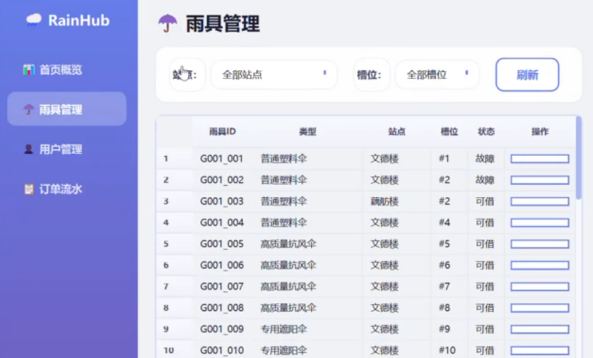 RainHub
首页概览
雨具管理
用户管理
订单流水
雨具管理
站点: 全部站点 槽位: 全部槽位 刷新
雨具ID 类型 站点 槽位 状态 操作
1 G001_001 普通塑料伞 文德楼 #1 故障
2 G001_002 普通塑料伞 文德楼 #2 故障
3 G001_003 普通塑料伞 藕舫楼 #2 可借
4 G001_004 普通塑料伞 文德楼 #4 可借
5 G001_005 高质量抗风伞 文德楼 #5 可借
6 G001_006 高质量抗风伞 文德楼 #6 可借
7 G001_007 高质量抗风伞 文德楼 #7 可借
8 G001_008 高质量抗风伞 文德楼 #8 可借
9 G001_009 专用遮阳伞 文德楼 #9 可借
10 G001_010 专用遮阳伞 文德楼 #10 可借